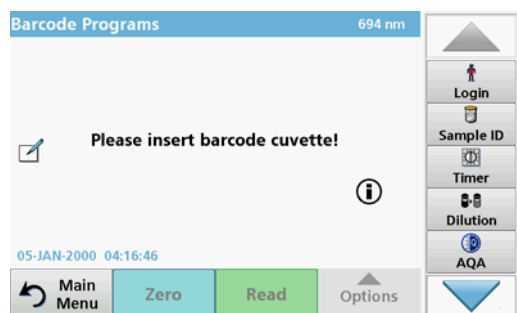 Barcode Programs 694 nm
Please insert barcode cuvette!
05-JAN-2000 04:16:46
Main Menu
Zero
Read
Options
Login
Sample ID
Timer
Dilution
AQA